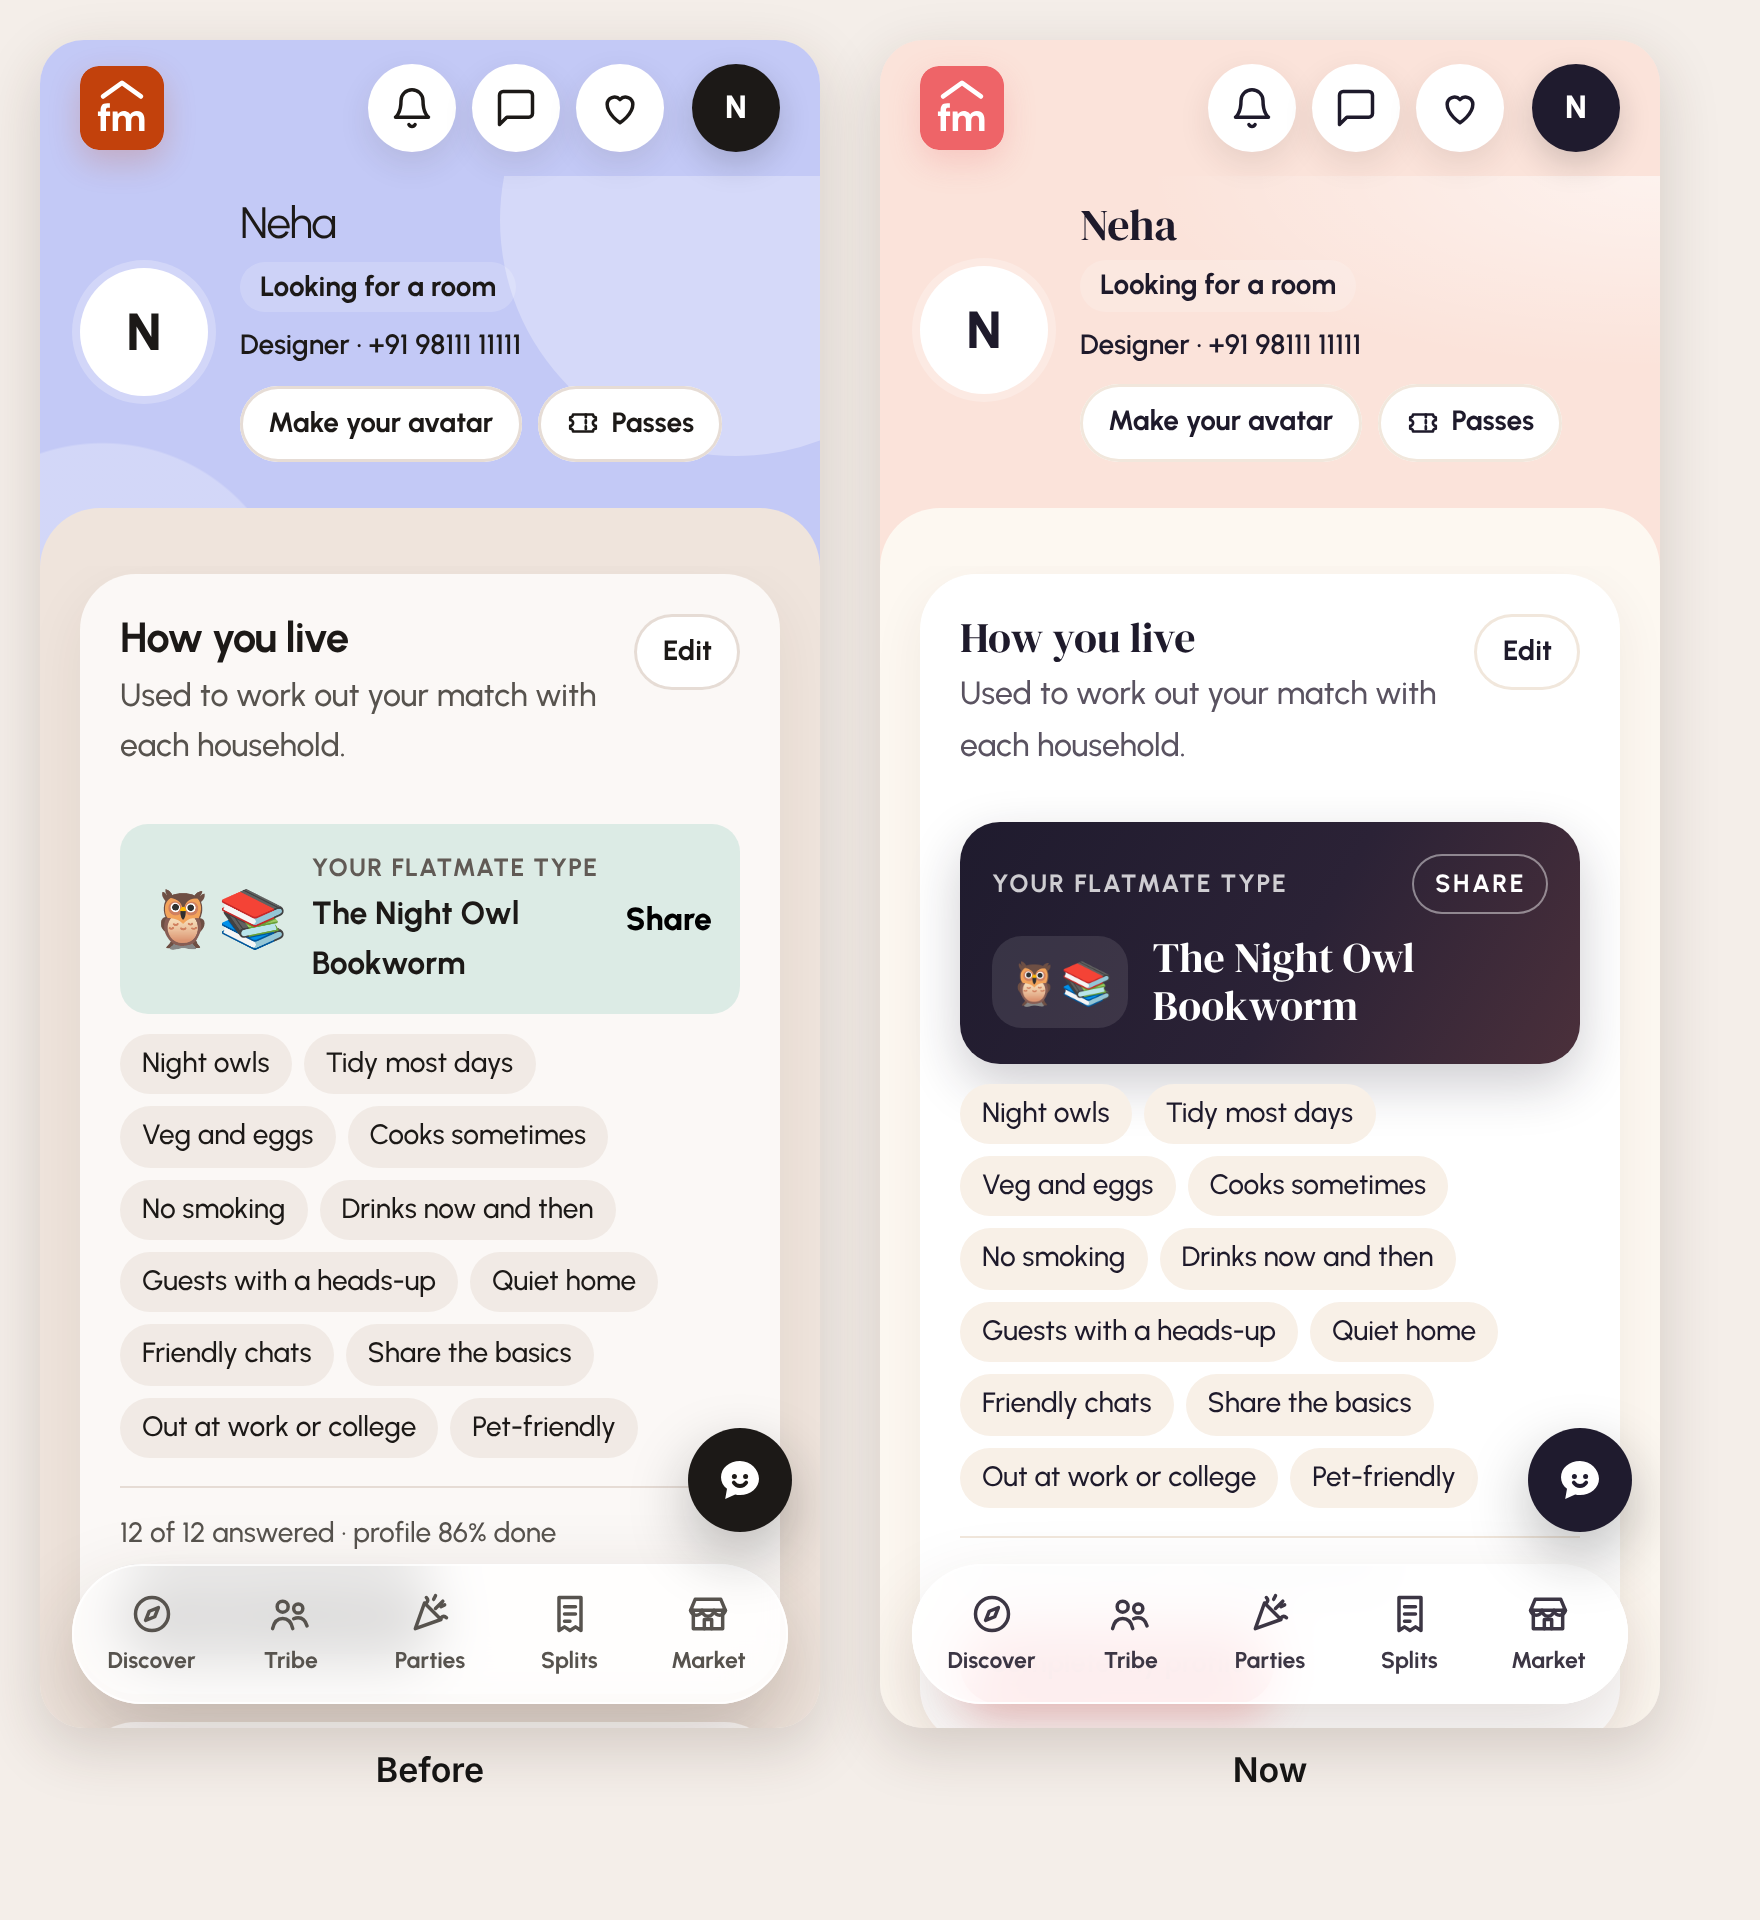 fm
N
Neha
Looking for a room
N
Designer · +91 98111 11111
Make your avatar
Passes
How you live
Edit
Used to work out your match with
each household.
YOUR FLATMATE TYPE
The Night Owl
Bookworm
Share
Night owls
Tidy most days
Veg and eggs
Cooks sometimes
No smoking
Drinks now and then
Guests with a heads-up
Quiet home
Friendly chats
Share the basics
Out at work or college
Pet-friendly
12 of 12 answered · profile 86% done
Discover
Tribe
Parties
Splits
Market
Before
fm
N
Neha
Looking for a room
N
Designer · +91 98111 11111
Make your avatar
Passes
How you live
Edit
Used to work out your match with
each household.
YOUR FLATMATE TYPE
SHARE
The Night Owl
Bookworm
Night owls
Tidy most days
Veg and eggs
Cooks sometimes
No smoking
Drinks now and then
Guests with a heads-up
Quiet home
Friendly chats
Share the basics
Out at work or college
Pet-friendly
Discover
Tribe
Parties
Splits
Market
Now